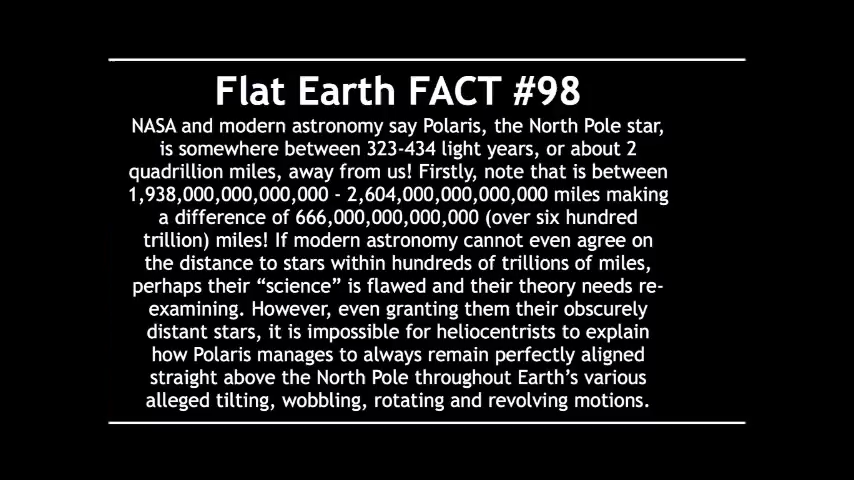 Flat Earth FACT #98
NASA and modern astronomy say Polaris, the North Pole star,
is somewhere between 323-434 light years, or about 2
quadrillion miles, away from us! Firstly, note that is between
1,938,000,000,000,000 - 2,604,000,000,000,000 miles making
a difference of 666,000,000,000,000 (over six hundred
trillion) miles! If modern astronomy cannot even agree on
the distance to stars within hundreds of trillions of miles,
perhaps their “science” is flawed and their theory needs re-
examining. However, even granting them their obscurely
distant stars, it is impossible for heliocentrists to explain
how Polaris manages to always remain perfectly aligned
straight above the North Pole throughout Earth’s various
alleged tilting, wobbling, rotating and revolving motions.